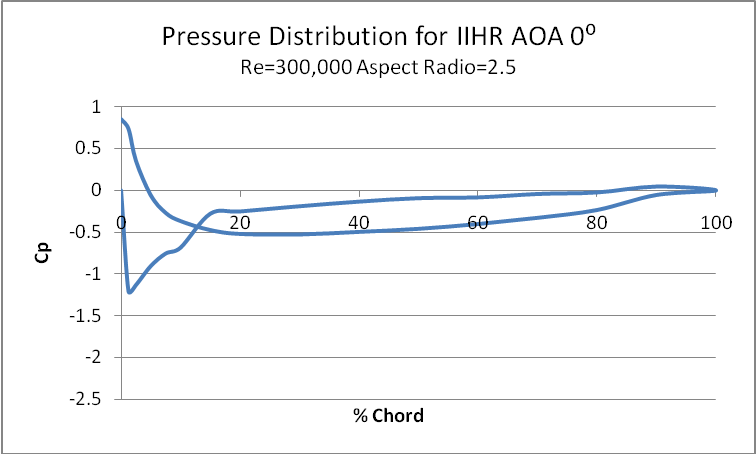 Pressure Distribution for IIHR AOA 0⁰
Re=300,000 Aspect Radio=2.5
1
0.5
0
-0.5
-1
-1.5
-2
-2.5
0 20 40 60 80 100
Cp
% Chord